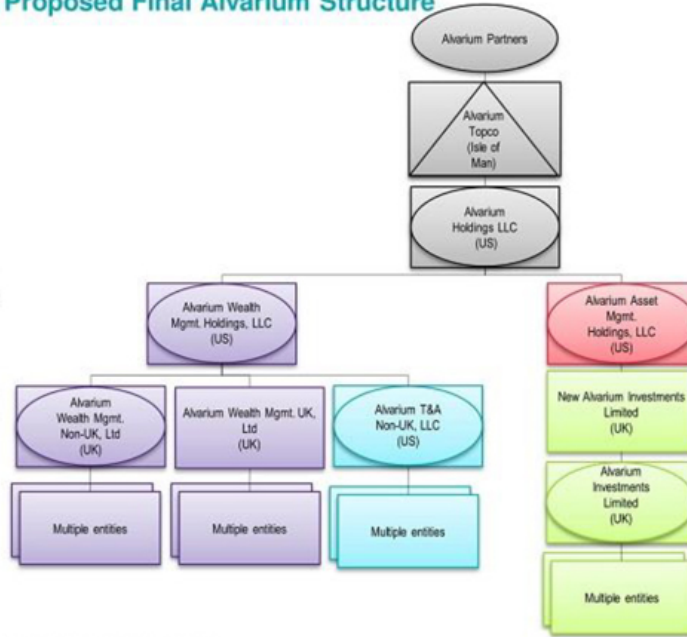 Proposed Final Alvarium Structure
Alvarium Partners
Alvarium
Topco
(Isle of
Man)
Alvarium
Holdings LLC
(US)
Alvarium Wealth
Mgmt. Holdings, LLC
(US)
Alvarium Asset
Mgmt.
Holdings, LLC
(US)
Alvarium
Wealth Mgmt.
Non-UK, Ltd
(UK)
Alvarium Wealth Mgmt. UK,
Ltd
(UK)
Alvarium T&A
Non-UK, LLC
(US)
New Alvarium Investments
Limited
(UK)
Alvarium
Investments
Limited
(UK)
Multiple entities
Multiple entities
Multiple entities
Multiple entities